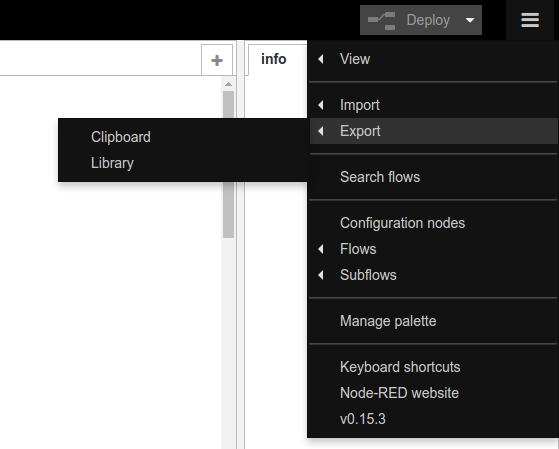 Deploy
info
View
Import
Export
Clipboard
Library
Search flows
Configuration nodes
Flows
Subflows
Manage palette
Keyboard shortcuts
Node-RED website
v0.15.3